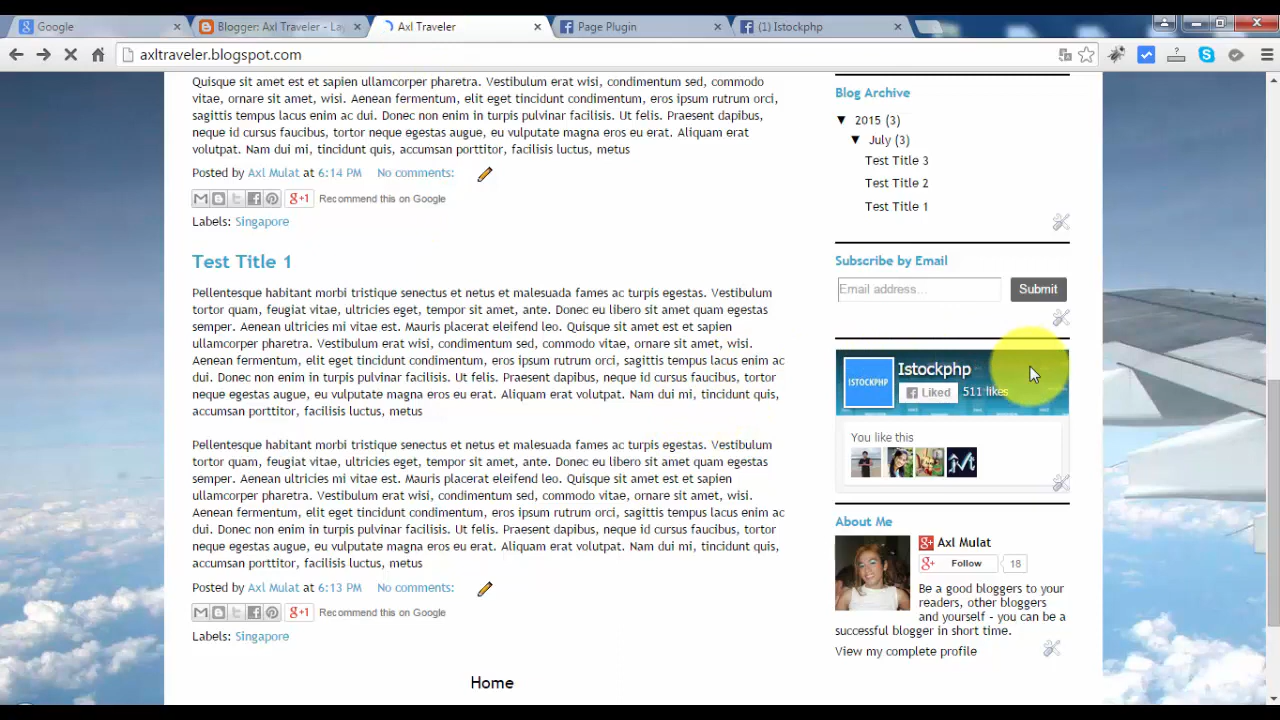 Google
Blogger: Axl Traveler - La
Axl Traveler
Page Plugin
(1) Istockphp
axltraveler.blogspot.com
Quisque sit amet est et sapien ullamcorper pharetra. Vestibulum erat wisi, condimentum sed, commodo
vitae, ornare sit amet, wisi. Aenean fermentum, elit eget tincidunt condimentum, eros ipsum rutrum orci,
sagittis tempus lacus enim ac dui. Donec non enim in turpis pulvinar facilisis. Ut felis. Praesent dapibus,
neque id cursus faucibus, tortor neque egestas augue, eu vulputate magna eros eu erat. Aliquam erat
volutpat. Nam dui mi, tincidunt quis, accumsan porttitor, facilisis luctus, metus
Posted by Axl Mulat at 6:14 PM No comments:
g+1 Recommend this on Google
Labels: Singapore
Test Title 1
Pellentesque habitant morbi tristique senectus et netus et malesuada fames ac turpis egestas. Vestibulum
tortor quam, feugiat vitae, ultricies eget, tempor sit amet, ante. Donec eu libero sit amet quam egestas
semper. Aenean ultricies mi vitae est. Mauris placerat eleifend leo. Quisque sit amet est et sapien
ullamcorper pharetra. Vestibulum erat wisi, condimentum sed, commodo vitae, ornare sit amet, wisi.
Aenean fermentum, elit eget tincidunt condimentum, eros ipsum rutrum orci, sagittis tempus lacus enim ac
dui. Donec non enim in turpis pulvinar facilisis. Ut felis. Praesent dapibus, neque id cursus faucibus, tortor
neque egestas augue, eu vulputate magna eros eu erat. Aliquam erat volutpat. Nam dui mi, tincidunt quis,
accumsan porttitor, facilisis luctus, metus
Pellentesque habitant morbi tristique senectus et netus et malesuada fames ac turpis egestas. Vestibulum
tortor quam, feugiat vitae, ultricies eget, tempor sit amet, ante. Donec eu libero sit amet quam egestas
semper. Aenean ultricies mi vitae est. Mauris placerat eleifend leo. Quisque sit amet est et sapien
ullamcorper pharetra. Vestibulum erat wisi, condimentum sed, commodo vitae, ornare sit amet, wisi.
Aenean fermentum, elit eget tincidunt condimentum, eros ipsum rutrum orci, sagittis tempus lacus enim ac
dui. Donec non enim in turpis pulvinar facilisis. Ut felis. Praesent dapibus, neque id cursus faucibus, tortor
neque egestas augue, eu vulputate magna eros eu erat. Aliquam erat volutpat. Nam dui mi, tincidunt quis,
accumsan porttitor, facilisis luctus, metus
Posted by Axl Mulat at 6:13 PM No comments:
g+1 Recommend this on Google
Labels: Singapore
Home
Blog Archive
▼ 2015 (3)
▼ July (3)
Test Title 3
Test Title 2
Test Title 1
Subscribe by Email
Email address...
Submit
ISTOCKPHP
Istockphp
Liked 511 likes
You like this
About Me
g+ Axl Mulat
g+ Follow 18
Be a good bloggers to your
readers, other bloggers
and yourself - you can be a
successful blogger in short time.
View my complete profile